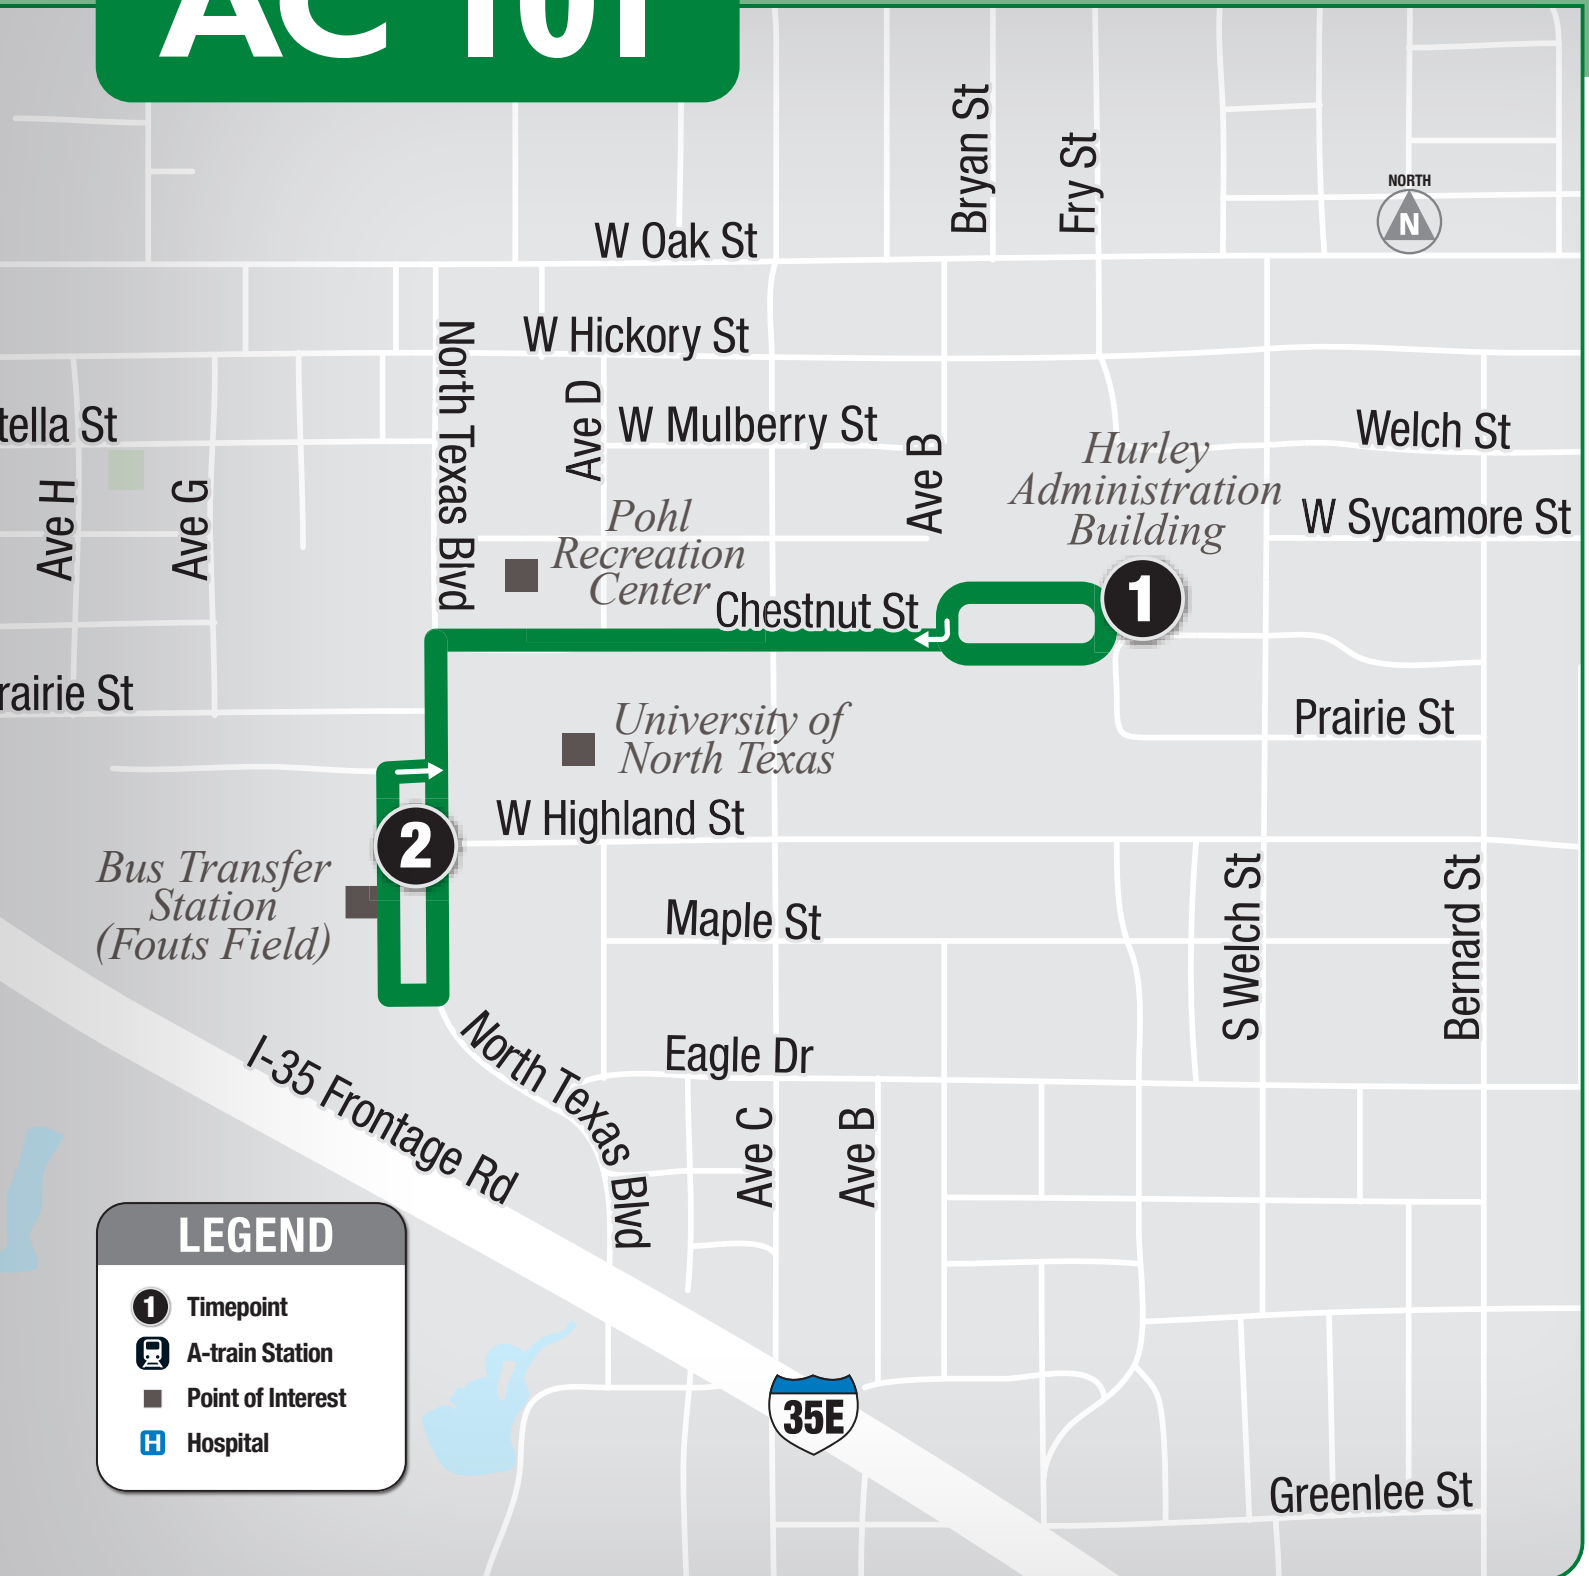 AC 101
Bryan St
Fry St
NORTH
N
W Oak St
North Texas Blvd
W Hickory St
Ave D
W Mulberry St
Ave B
tella St
Ave H
Ave G
Hurley
Administration
Building
Welch St
W Sycamore St
Pohl
Recreation
Center
Chestnut St
1
rairie St
University of
North Texas
Prairie St
W Highland St
2
Bus Transfer
Station
(Fouts Field)
Maple St
S Welch St
Bernard St
North Texas Blvd
Eagle Dr
I-35 Frontage Rd
Ave C
Ave B
LEGEND
1 Timepoint
A-train Station
Point of Interest
H Hospital
35E
Greenlee St